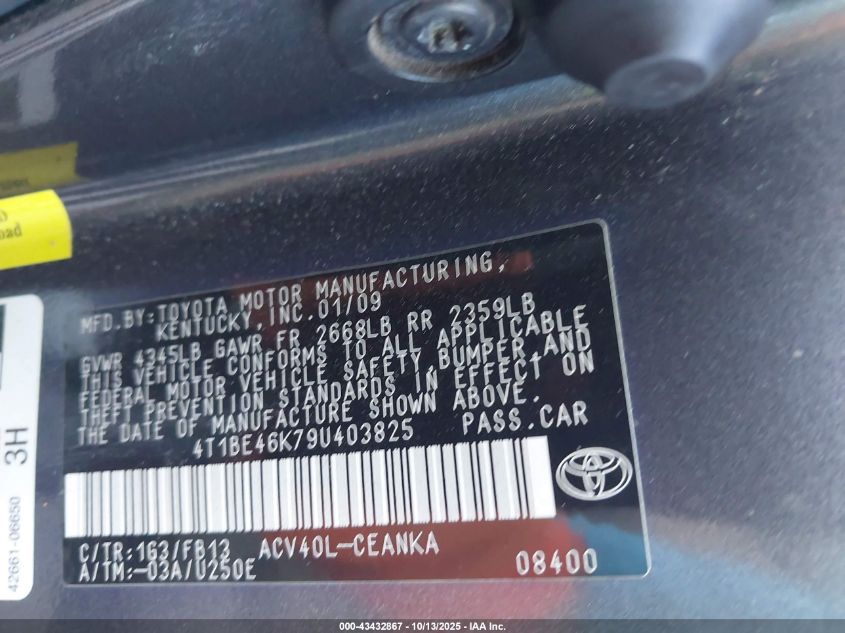 oad
3H
42661-06650
MFD.BY:TOYOTA MOTOR MANUFACTURING,
KENTUCKY,INC.01/09
GVWR 4345LB GAWR FR 2668LB RR 2359LB
THIS VEHICLE CONFORMS TO ALL APPLICABLE
FEDERAL MOTOR VEHICLE SAFETY,BUMPER,AND
THEFT PREVENTION STANDARDS IN EFFECT ON
THE DATE OF MANUFACTURE SHOWN ABOVE.
4T1BE46K79U403825 PASS.CAR
C/TR:1G3/FB13 ACV40L-CEANKA
A/TM:-03A/U250E 08400
000-43432867 | 10/13/2025 | IAA Inc.